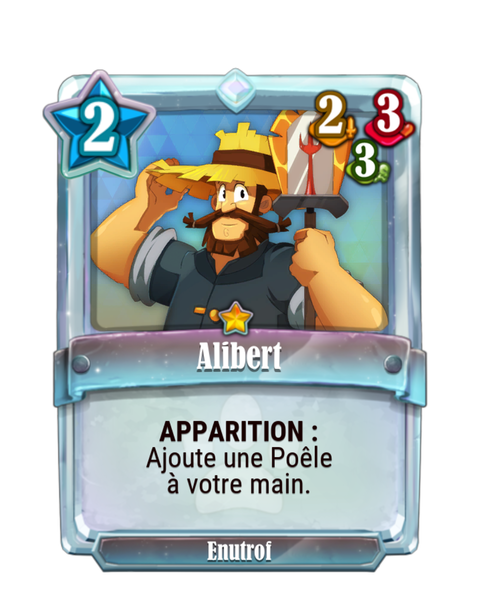 2
2 3
3
Alibert
APPARITION :
Ajoute une Poêle
à votre main.
Enutrof